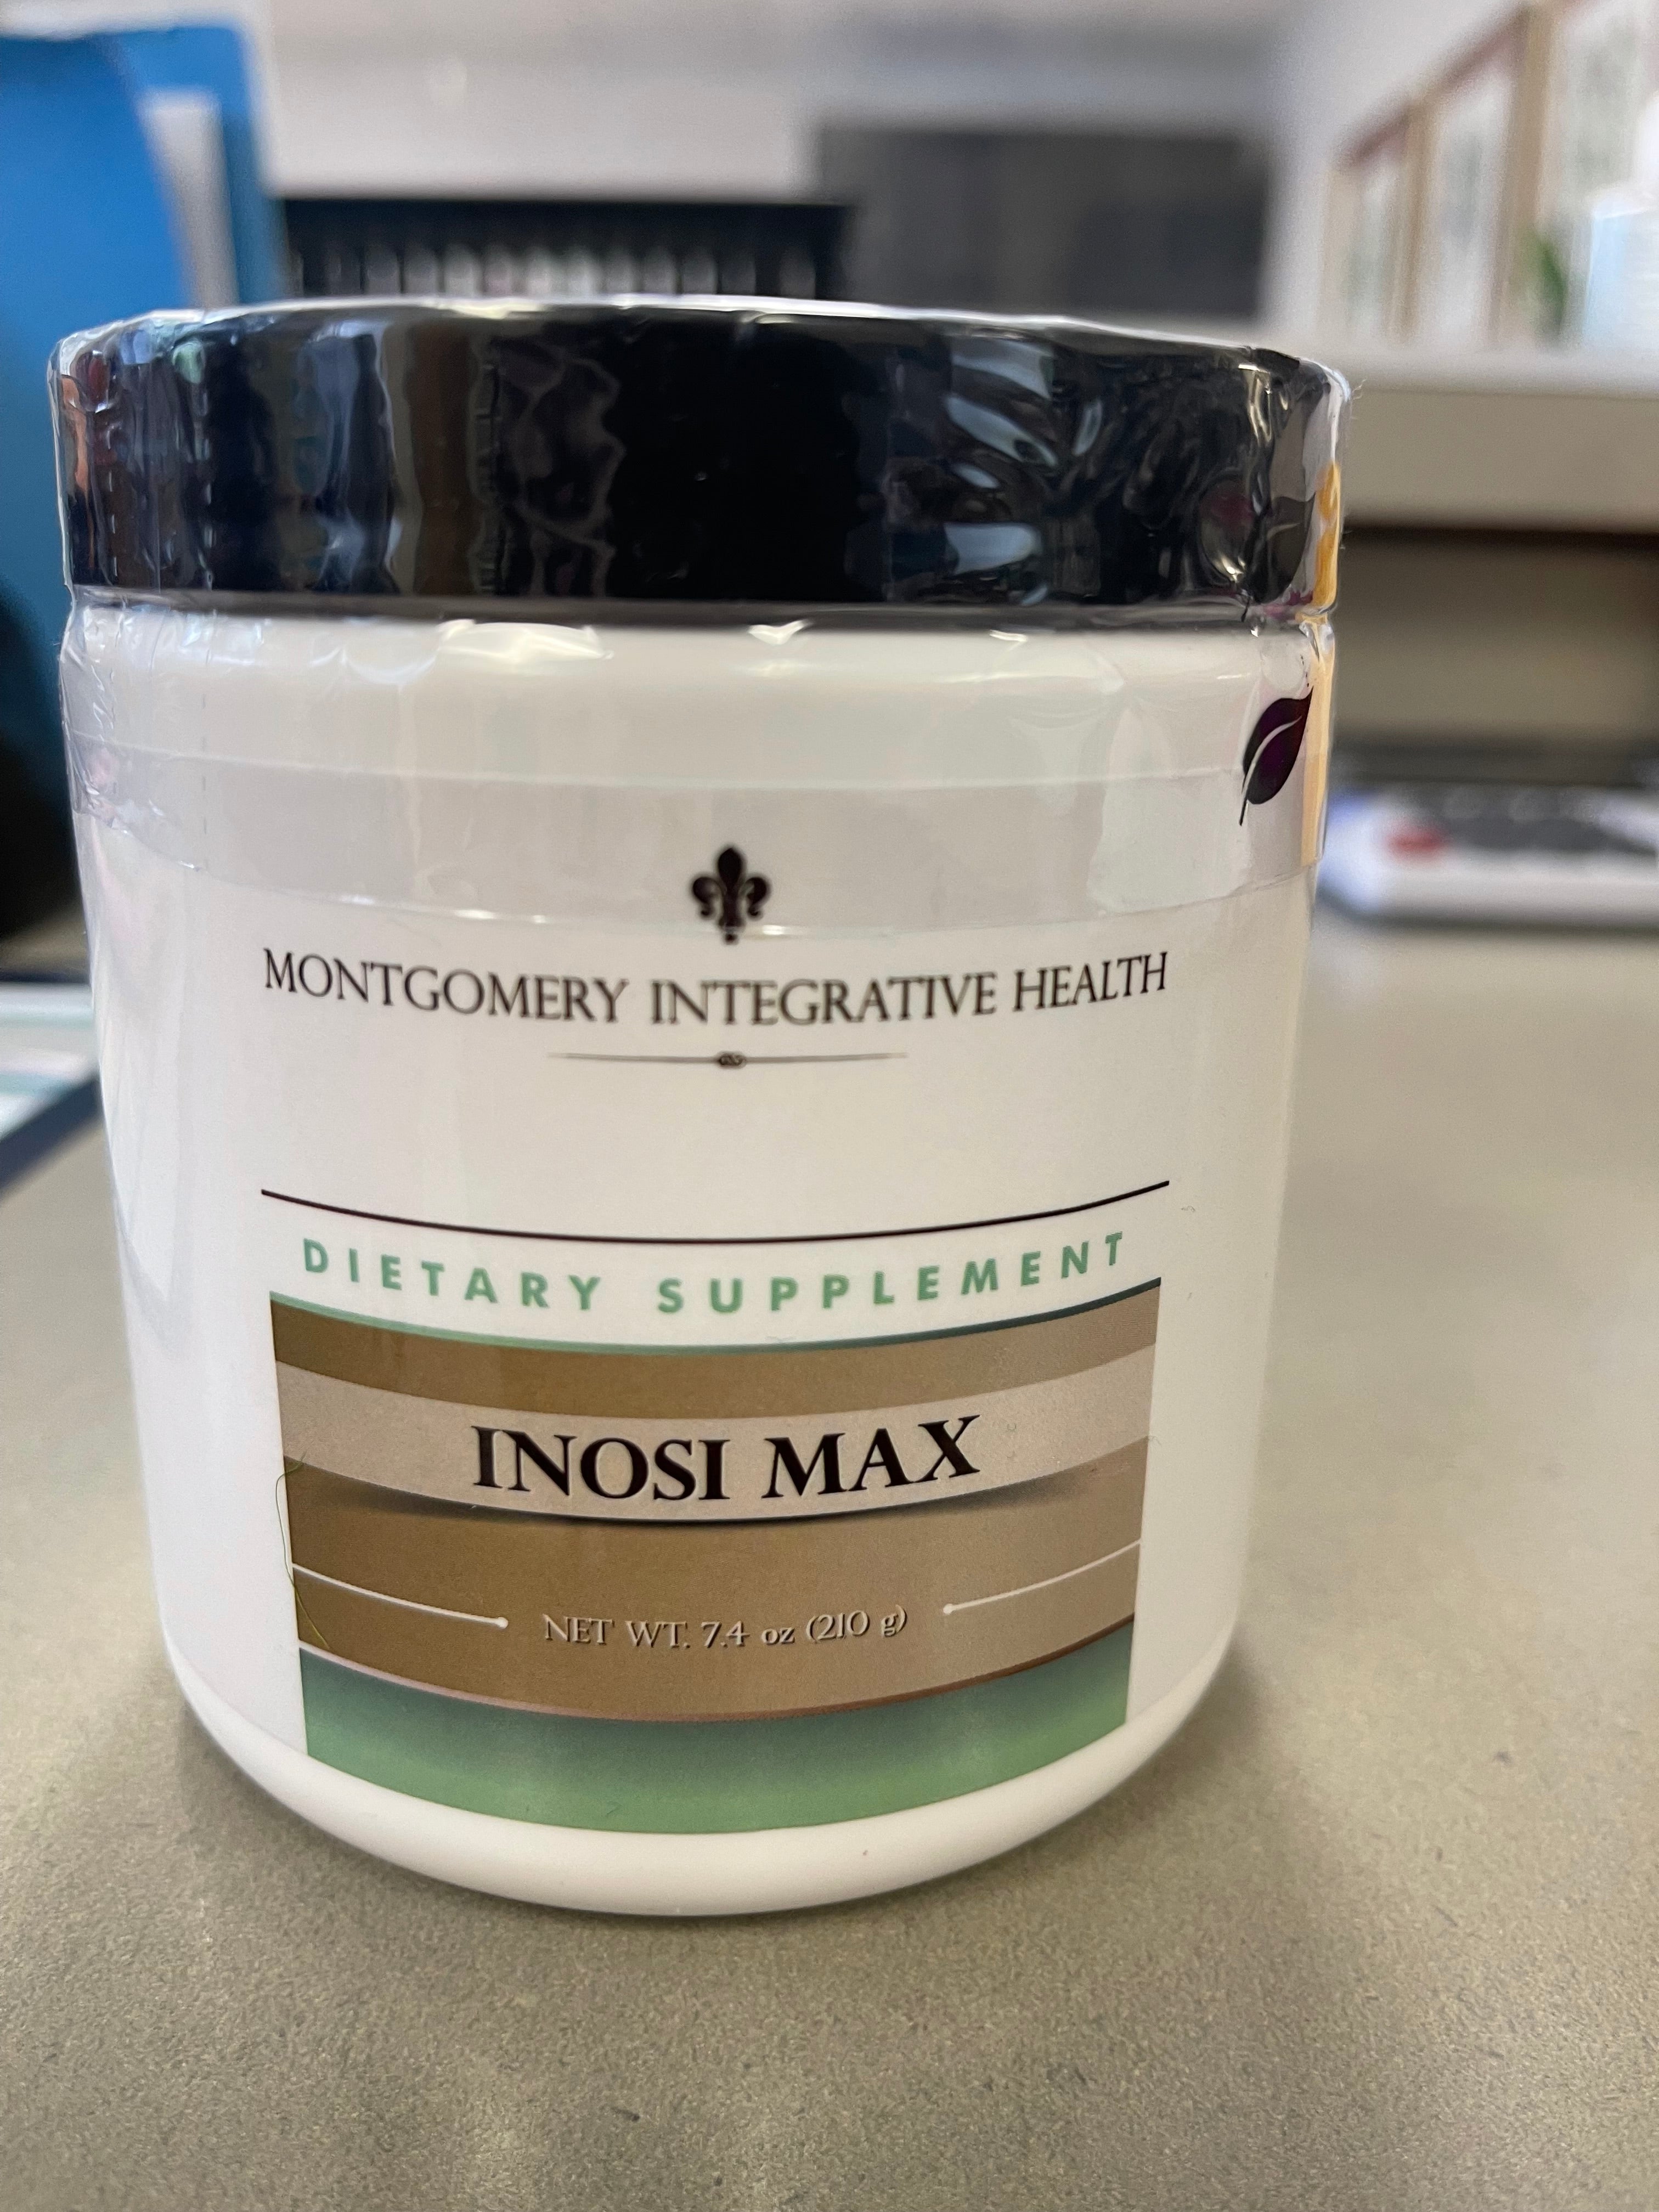 MONTGOMERY INTEGRATIVE HEALTH
DIETARY SUPPLEMENT
INOSI MAX
NET WT. 7.4 oz (210 g)